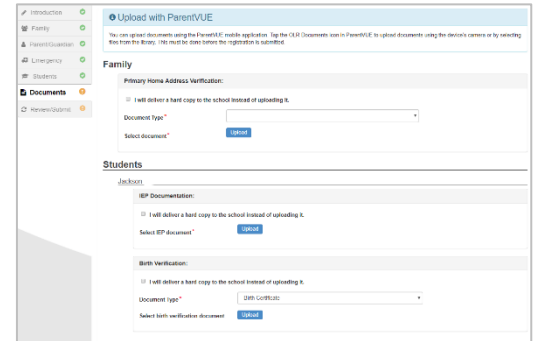 Introduction
Family
Parent/Guardian
Emergency
Students
Documents
Review/Submit
Upload with ParentVUE
You can upload documents using the ParentVUE mobile application. Tap the OLR Documents icon in ParentVUE to upload documents using the device's camera or by selecting
files from the library. This must be done before the registration is submitted.
Family
Primary Home Address Verification:
I will deliver a hard copy to the school instead of uploading it.
Document Type*
Select document* Upload
Students
Jackson
IEP Documentation:
I will deliver a hard copy to the school instead of uploading it.
Select IEP document* Upload
Birth Verification:
I will deliver a hard copy to the school instead of uploading it.
Document Type* Birth Certificate
Select birth verification document Upload